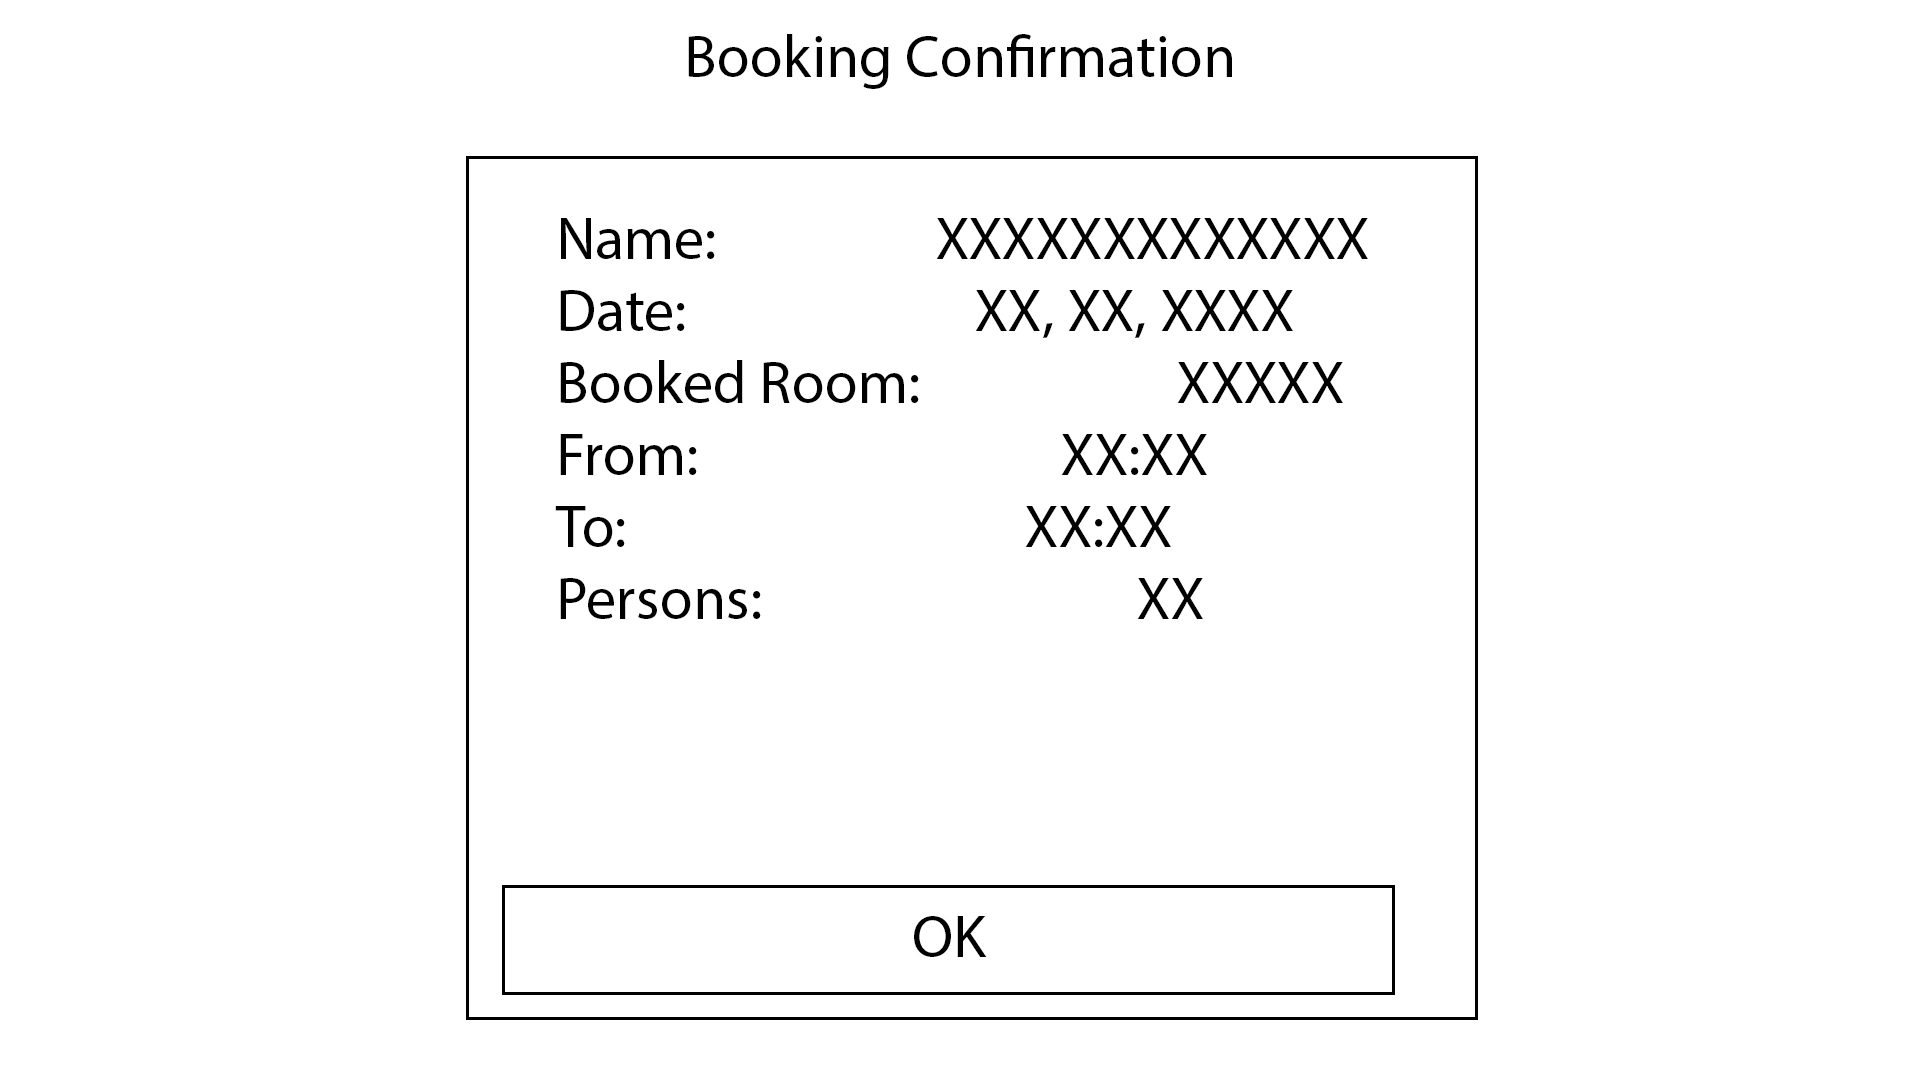 Booking Confirmation
Name: XXXXXXXXXXXXX
Date: XX, XX, XXXX
Booked Room: XXXXX
From: XX:XX
To: XX:XX
Persons: XX
OK